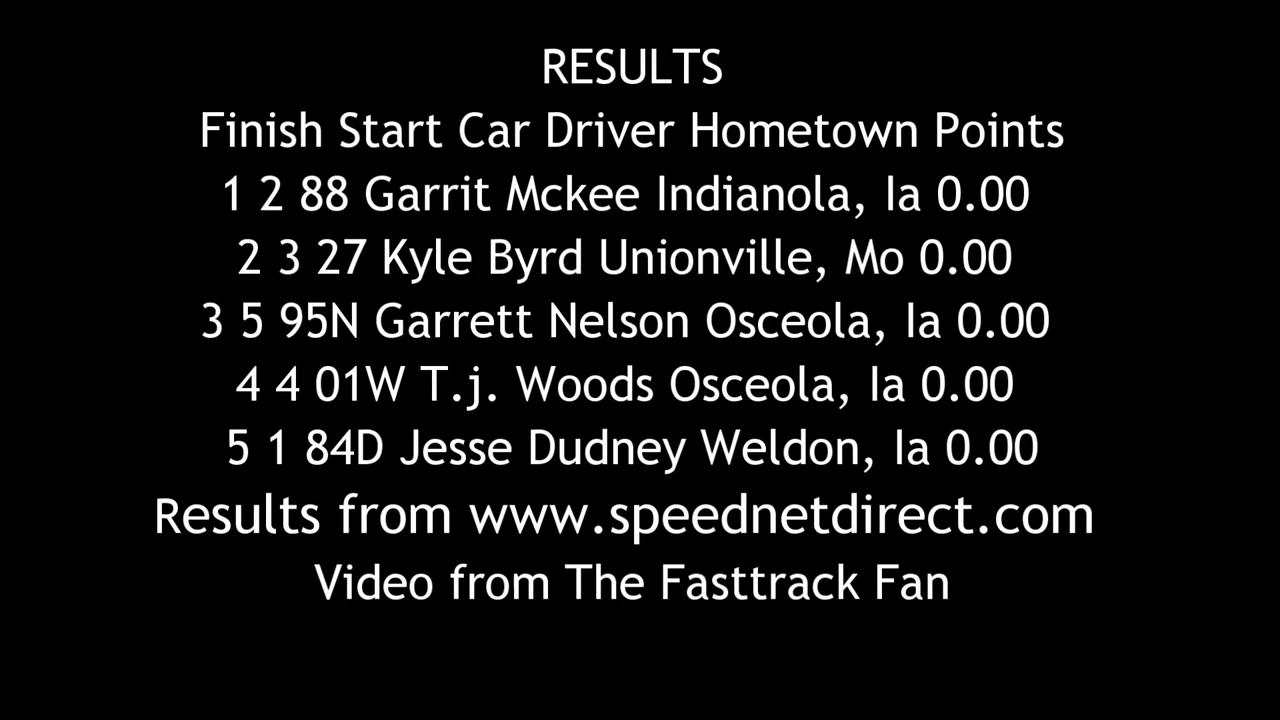 RESULTS
Finish Start Car Driver Hometown Points
1 2 88 Garrit Mckee Indianola, Ia 0.00
2 3 27 Kyle Byrd Unionville, Mo 0.00
3 5 95N Garrett Nelson Osceola, Ia 0.00
4 4 01W T.j. Woods Osceola, Ia 0.00
5 1 84D Jesse Dudney Weldon, Ia 0.00
Results from www.speednetdirect.com
Video from The Fasttrack Fan